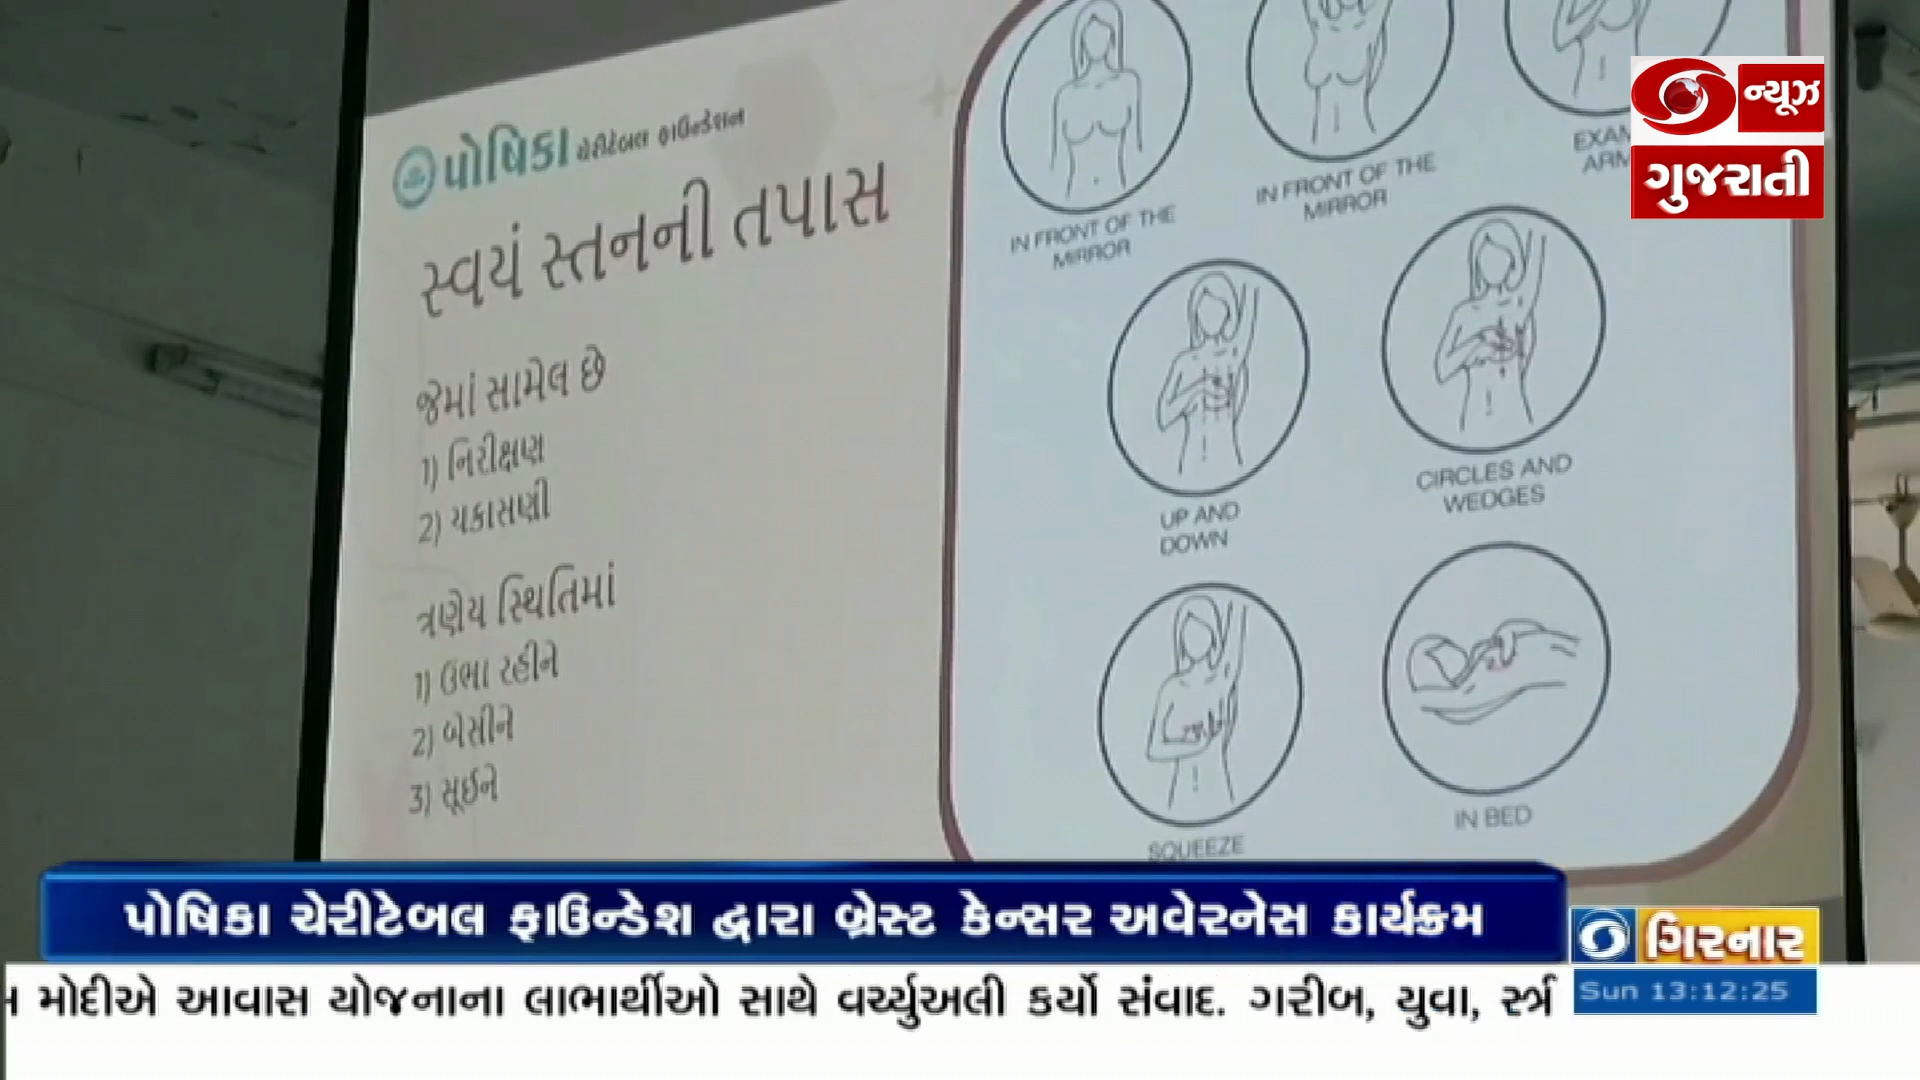 પોષિકા ચેરીટેબલ ફાઉન્ડેશન
સ્વયં સ્તનની તપાસ
જેમાં સામેલ છે
1) નિરીક્ષણ
2) ચકાસણી
ત્રણેય સ્થિતિમાં
1) ઉભા રહીને
2) બેસીને
3) સૂઈને
IN FRONT OF THE
MIRROR
IN FRONT OF THE
MIRROR
UP AND
DOWN
CIRCLES AND
WEDGES
SQUEEZE
IN BED
ન્યૂઝ
ગુજરાતી
પોષિકા ચેરીટેબલ ફાઉન્ડેશ દ્વારા બ્રેસ્ટ કેન્સર અવેરનેસ કાર્યક્રમ
ગિરનાર
મોદીએ આવાસ યોજનાના લાભાર્થીઓ સાથે વર્ચ્યુઅલી કર્યો સંવાદ. ગરીબ, યુવા,
Sun 13:12:25